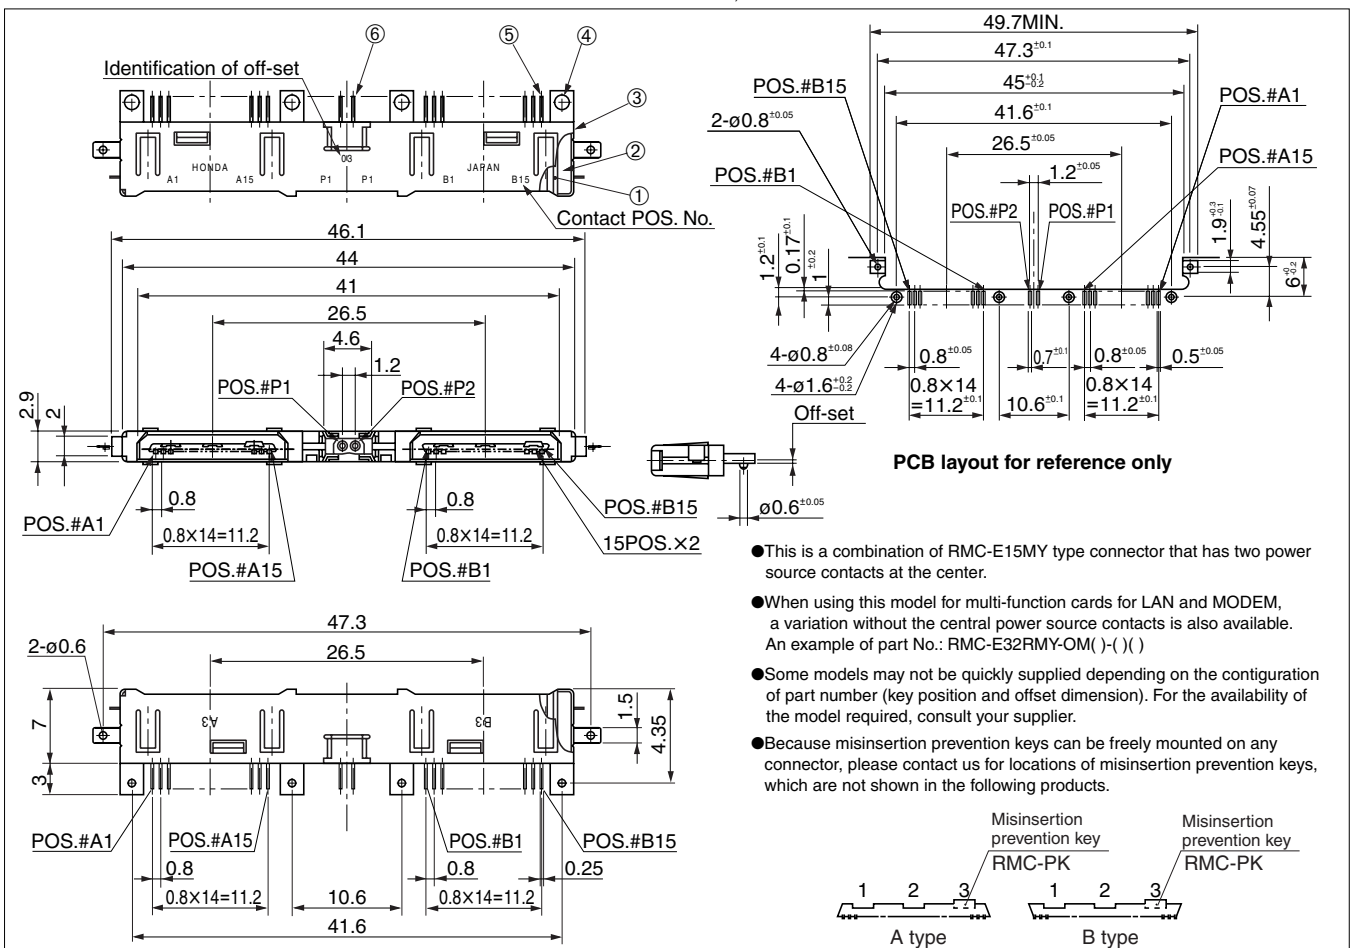 ⑥
⑤
④
Identification of off-set
③
②
①
HONDA
JAPAN
A1
A15
P1
P1
B1
B15
Contact POS. No.
46.1
44
41
26.5
4.6
1.2
POS.#P1
POS.#P2
2.9
2
0.8
0.8
POS.#A1
0.8×14=11.2
0.8×14=11.2
POS.#B15
15POS.×2
POS.#A15
POS.#B1
Off-set
ø0.6±0.05
49.7MIN.
47.3±0.1
45+0.1 -0.2
41.6±0.1
26.5±0.05
1.2±0.05
POS.#B15
POS.#A1
2-ø0.8±0.05
POS.#A15
POS.#B1
POS.#P2
POS.#P1
1.2±0.1
0.17±0.1
1±0.2
1.9+0.3 -0.1
4.55±0.07
6+0 -0.2
4-ø0.8±0.08
0.8±0.05
0.7±0.1
0.8±0.05
0.5±0.05
4-ø1.6+0.2 -0.2
0.8×14
=11.2±0.1
10.6±0.1
0.8×14
=11.2±0.1
PCB layout for reference only
●This is a combination of RMC-E15MY type connector that has two power
source contacts at the center.
●When using this model for multi-function cards for LAN and MODEM,
a variation without the central power source contacts is also available.
An example of part No.: RMC-E32RMY-OM( )-( )( )
●Some models may not be quickly supplied depending on the contiguration
of part number (key position and offset dimension). For the availability of
the model required, consult your supplier.
●Because misinsertion prevention keys can be freely mounted on any
connector, please contact us for locations of misinsertion prevention keys,
which are not shown in the following products.
47.3
2-ø0.6
26.5
7
3
A3
B3
1.5
4.35
POS.#A1
POS.#A15
POS.#B1
POS.#B15
0.8
0.8
0.25
0.8×14=11.2
10.6
0.8×14=11.2
41.6
Misinsertion
prevention key
RMC-PK
Misinsertion
prevention key
RMC-PK
1 2 3
1 2 3
A type
B type